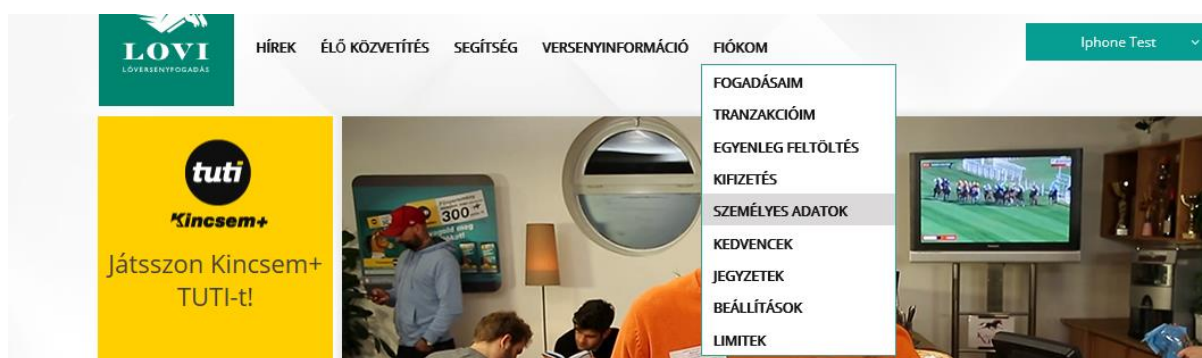 LOVI
LÓVERSENYFOGADÁS
HÍREK ÉLŐ KÖZVETÍTÉS SEGÍTSÉG VERSENYINFORMÁCIÓ FIÓKOM
Iphone Test
FOGADÁSAIM
TRANZAKCIÓIM
EGYENLEG FELTÖLTÉS
KIFIZETÉS
SZEMÉLYES ADATOK
KEDVENCEK
JEGYZETEK
BEÁLLÍTÁSOK
LIMITEK
tuti
Kincsem+
Játsszon Kincsem+
TUTI-t!
300